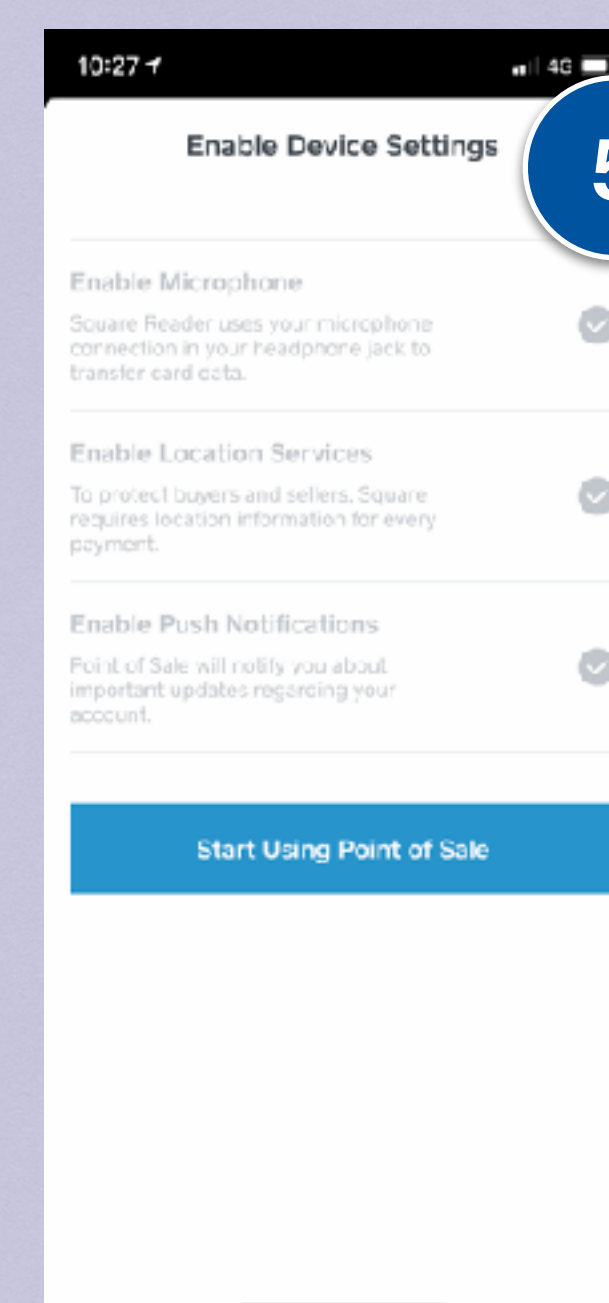 10:27
4G
Enable Device Settings
5
Enable Microphone
Square Reader uses your microphone
connection in your headphone jack to
transfer card data.
Enable Location Services
To protect buyers and sellers, Square
requires location information for every
payment.
Enable Push Notifications
Point of Sale will notify you about
important updates regarding your
account.
Start Using Point of Sale